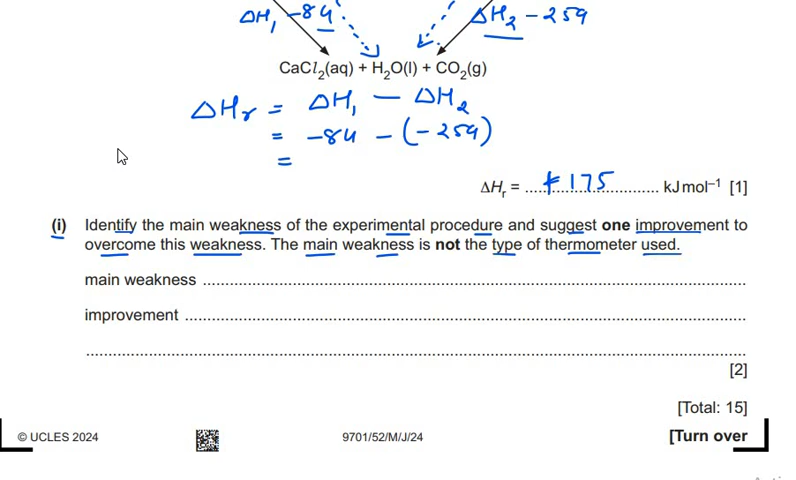 ΔH₁ -84 ΔH₂ - 259
CaCl₂(aq) + H₂O(l) + CO₂(g)
ΔHr = ΔH₁ - ΔH₂
= -84 - (-259)
=
ΔHᵣ = .....+175.............. kJ mol⁻¹ [1]
(i) Identify the main weakness of the experimental procedure and suggest one improvement to
overcome this weakness. The main weakness is not the type of thermometer used.
main weakness ..........................................................................................
improvement ..........................................................................................
..........................................................................................
[2]
[Total: 15]
© UCLES 2024 9701/52/M/J/24 [Turn over